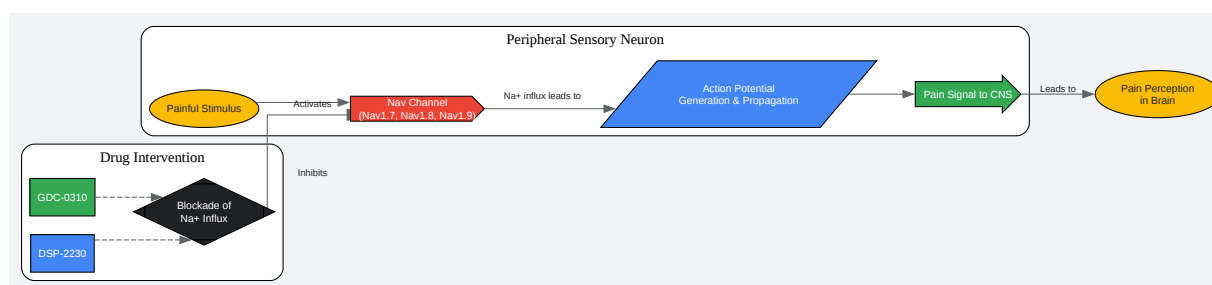 Peripheral Sensory Neuron
Painful Stimulus
Activates
Nav Channel
(Nav1.7, Nav1.8, Nav1.9)
Na+ influx leads to
Action Potential
Generation & Propagation
Pain Signal to CNS
Leads to
Pain Perception
in Brain
Drug Intervention
GDC-0310
DSP-2230
Blockade of
Na+ Influx
Inhibits